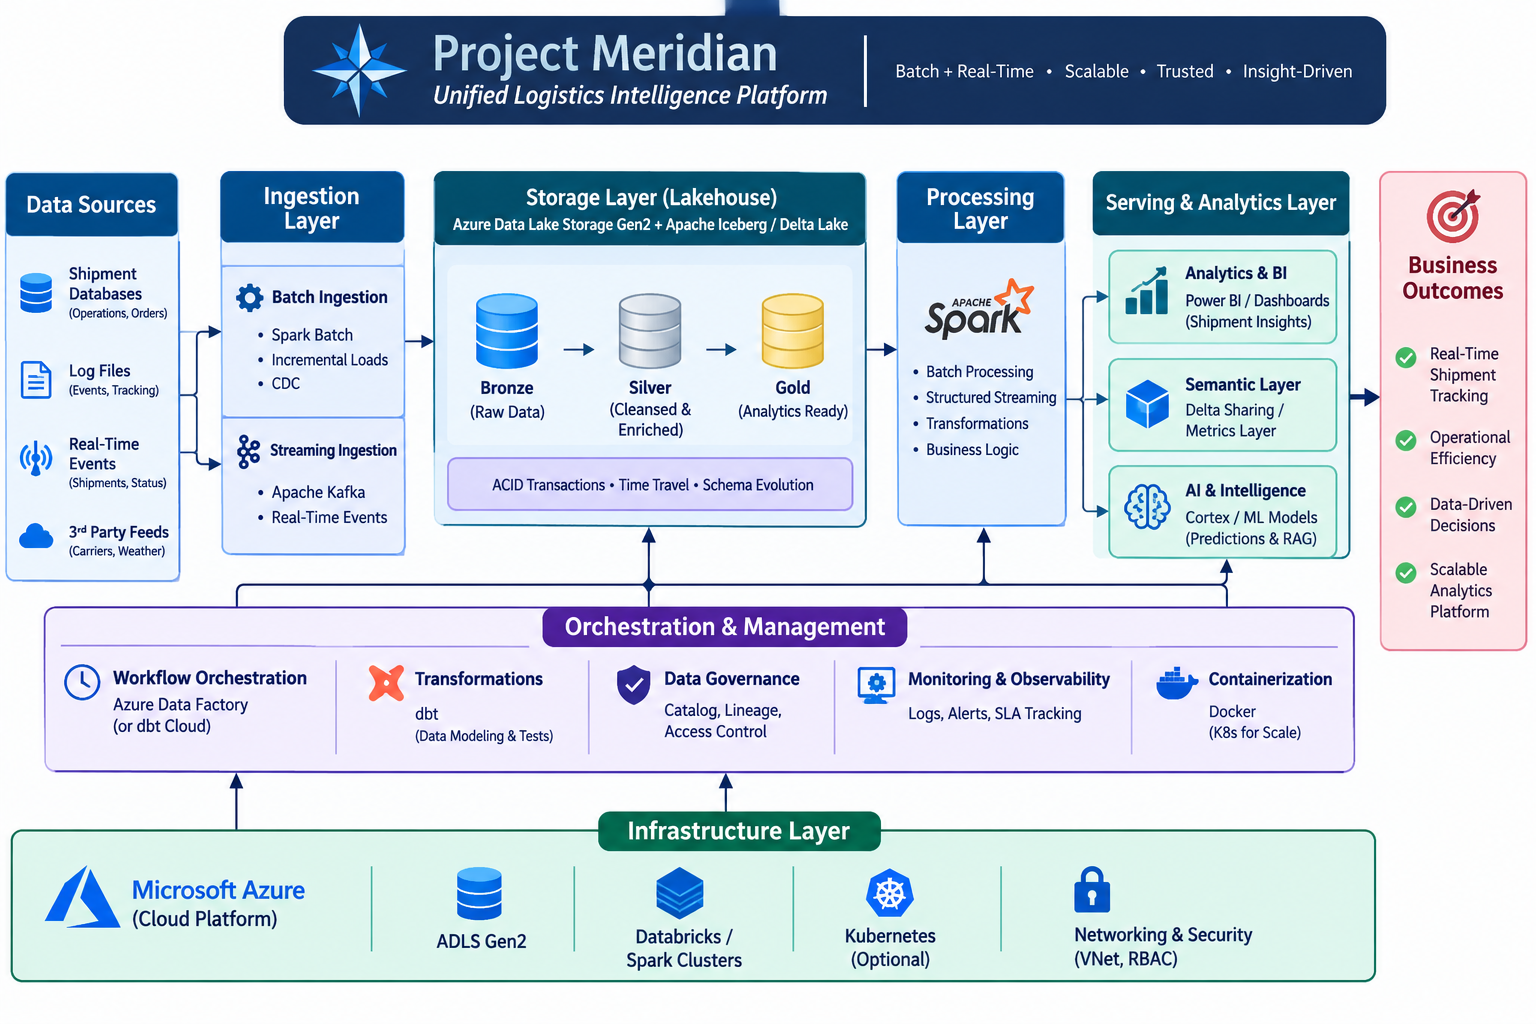 Project Meridian
Unified Logistics Intelligence Platform
Batch + Real-Time • Scalable • Trusted • Insight-Driven
Data Sources
Shipment
Databases
(Operations, Orders)
Log Files
(Events, Tracking)
Real-Time
Events
(Shipments, Status)
3rd Party Feeds
(Carriers, Weather)
Ingestion
Layer
Batch Ingestion
• Spark Batch
• Incremental Loads
• CDC
Streaming Ingestion
• Apache Kafka
• Real-Time Events
Storage Layer (Lakehouse)
Azure Data Lake Storage Gen2 + Apache Iceberg / Delta Lake
Bronze
(Raw Data)
Silver
(Cleansed &
Enriched)
Gold
(Analytics Ready)
ACID Transactions • Time Travel • Schema Evolution
Processing
Layer
APACHE
Spark
• Batch Processing
• Structured Streaming
• Transformations
• Business Logic
Serving & Analytics Layer
Analytics & BI
Power BI / Dashboards
(Shipment Insights)
Semantic Layer
Delta Sharing /
Metrics Layer
AI & Intelligence
Cortex / ML Models
(Predictions & RAG)
Business
Outcomes
Real-Time
Shipment
Tracking
Operational
Efficiency
Data-Driven
Decisions
Scalable
Analytics
Platform
Orchestration & Management
Workflow Orchestration
Azure Data Factory
(or dbt Cloud)
Transformations
dbt
(Data Modeling & Tests)
Data Governance
Catalog, Lineage,
Access Control
Monitoring & Observability
Logs, Alerts, SLA Tracking
Containerization
Docker
(K8s for Scale)
Infrastructure Layer
Microsoft Azure
(Cloud Platform)
ADLS Gen2
Databricks /
Spark Clusters
Kubernetes
(Optional)
Networking & Security
(VNet, RBAC)